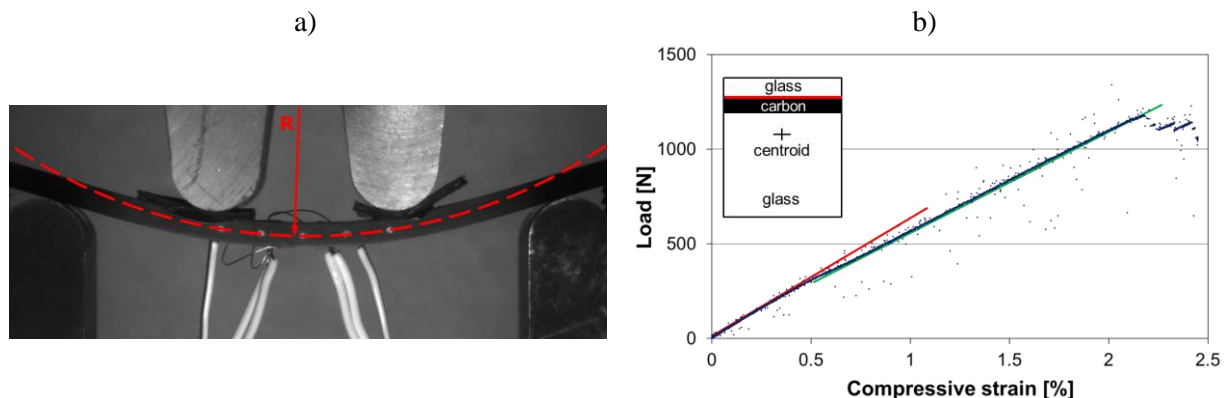 a)
b)
R
Load [N]
1500
1000
500
0
glass
carbon
centroid
glass
0
0.5
1
1.5
2
2.5
Compressive strain [%]